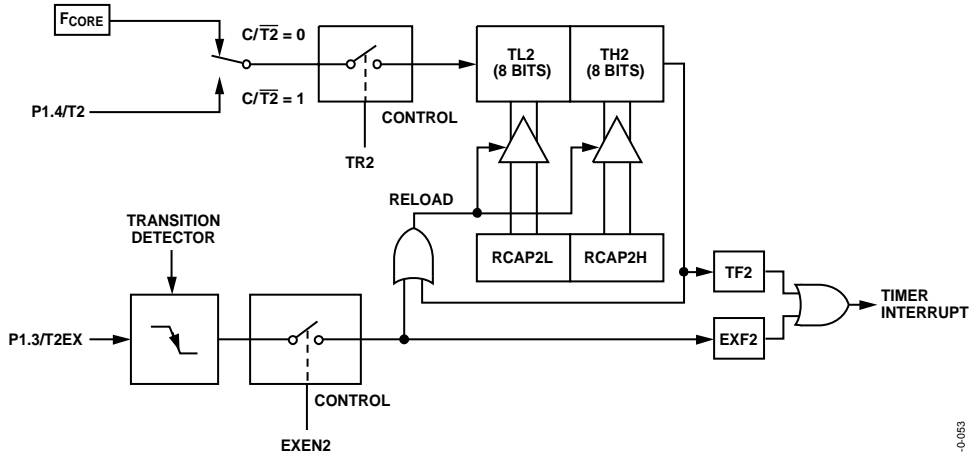 FCORE
C/T2 = 0
C/T2 = 1
P1.4/T2
CONTROL
TR2
TL2
(8 BITS)
TH2
(8 BITS)
RELOAD
TRANSITION
DETECTOR
RCAP2L
RCAP2H
TF2
TIMER
INTERRUPT
P1.3/T2EX
EXF2
CONTROL
EXEN2
-0-053